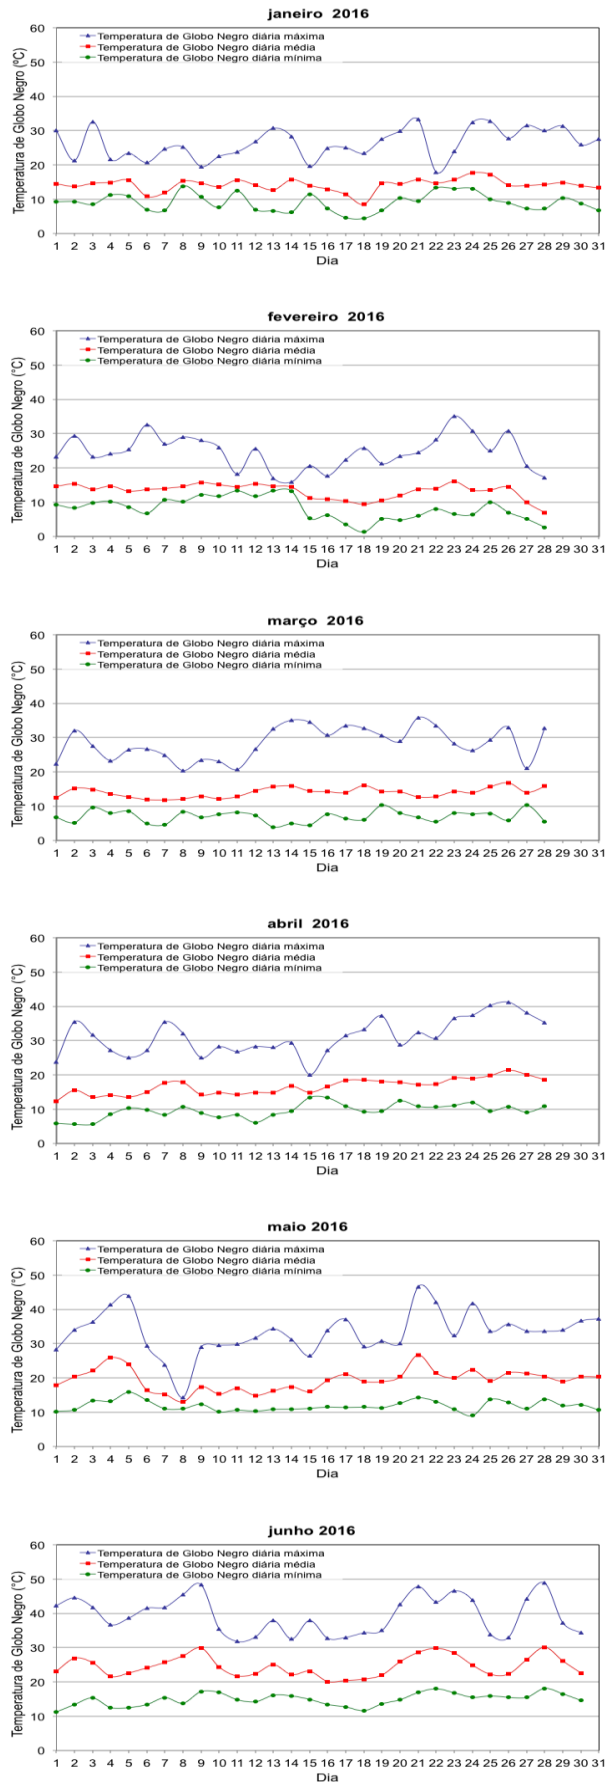 janeiro 2016
Temperatura de Globo Negro (ºC)
60
50
40
30
20
10
0
Temperatura de Globo Negro diária máxima
Temperatura de Globo Negro diária média
Temperatura de Globo Negro diária mínima
1 2 3 4 5 6 7 8 9 10 11 12 13 14 15 16 17 18 19 20 21 22 23 24 25 26 27 28 29 30 31
Dia
fevereiro 2016
Temperatura de Globo Negro (°C)
60
50
40
30
20
10
0
Temperatura de Globo Negro diária máxima
Temperatura de Globo Negro diária média
Temperatura de Globo Negro diária mínima
1 2 3 4 5 6 7 8 9 10 11 12 13 14 15 16 17 18 19 20 21 22 23 24 25 26 27 28 29 30 31
Dia
março 2016
Temperatura de Globo Negro (°C)
60
50
40
30
20
10
0
Temperatura de Globo Negro diária máxima
Temperatura de Globo Negro diária média
Temperatura de Globo Negro diária mínima
1 2 3 4 5 6 7 8 9 10 11 12 13 14 15 16 17 18 19 20 21 22 23 24 25 26 27 28 29 30 31
Dia
abril 2016
Temperatura de Globo Negro (°C)
60
50
40
30
20
10
0
Temperatura de Globo Negro diária máxima
Temperatura de Globo Negro diária média
Temperatura de Globo Negro diária mínima
1 2 3 4 5 6 7 8 9 10 11 12 13 14 15 16 17 18 19 20 21 22 23 24 25 26 27 28 29 30 31
Dia
maio 2016
Temperatura de Globo Negro (°C)
60
50
40
30
20
10
0
Temperatura de Globo Negro diária máxima
Temperatura de Globo Negro diária média
Temperatura de Globo Negro diária mínima
1 2 3 4 5 6 7 8 9 10 11 12 13 14 15 16 17 18 19 20 21 22 23 24 25 26 27 28 29 30 31
Dia
junho 2016
Temperatura de Globo Negro (°C)
60
50
40
30
20
10
0
Temperatura de Globo Negro diária máxima
Temperatura de Globo Negro diária média
Temperatura de Globo Negro diária mínima
1 2 3 4 5 6 7 8 9 10 11 12 13 14 15 16 17 18 19 20 21 22 23 24 25 26 27 28 29 30 31
Dia